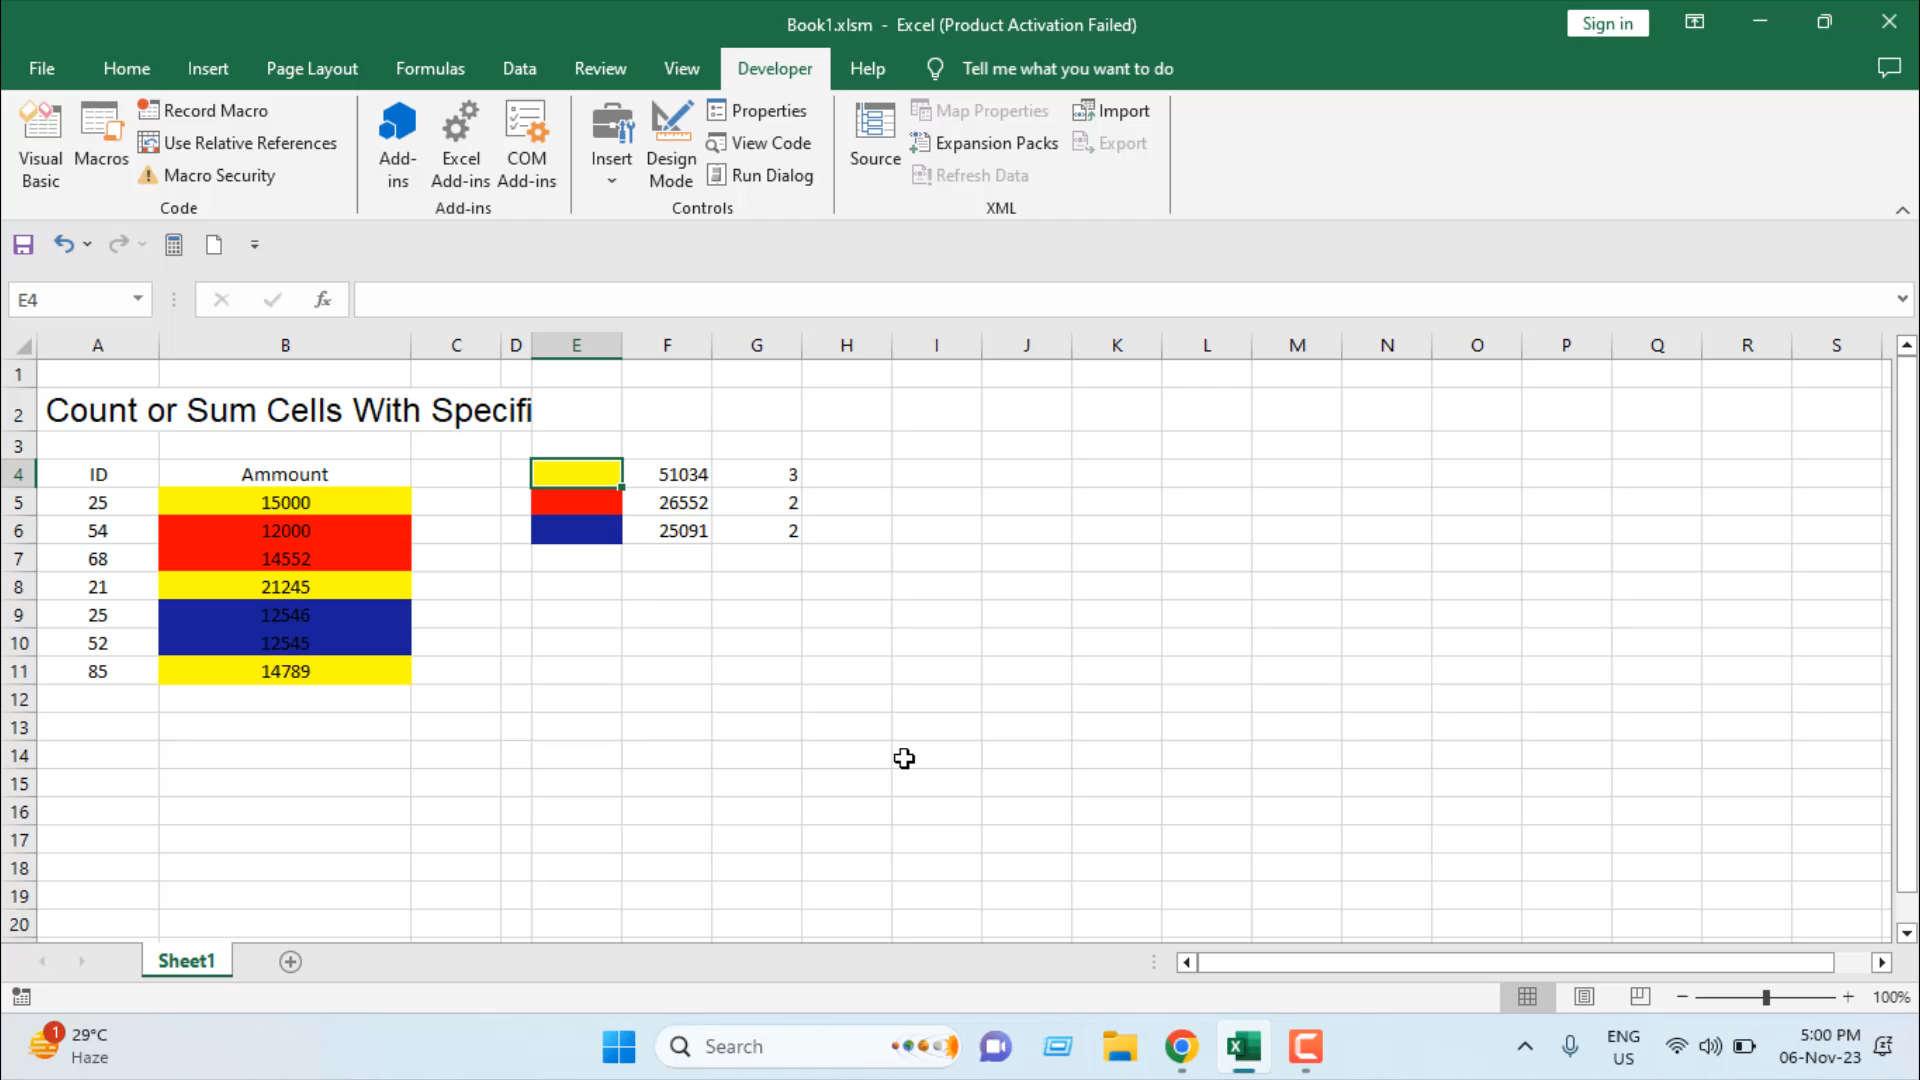 Book1.xlsm - Excel (Product Activation Failed)
Sign in
File Home Insert Page Layout Formulas Data Review View Developer Help Tell me what you want to do
Visual Basic
Macros
Record Macro
Use Relative References
Macro Security
Code
Add-ins
Excel Add-ins
COM Add-ins
Add-ins
Insert
Design Mode
Properties
View Code
Run Dialog
Controls
Source
Map Properties
Expansion Packs
Refresh Data
Import
Export
XML
E4
fx
A B C D E F G H I J K L M N O P Q R S
1
2 Count or Sum Cells With Specifi
3
4 ID Ammount 51034 3
5 25 15000 26552 2
6 54 12000 25091 2
7 68 14552
8 21 21245
9 25 12546
10 52 12545
11 85 14789
12
13
14
15
16
17
18
19
20
Sheet1
100%
1
29°C
Haze
Search
ENG
US
5:00 PM
06-Nov-23